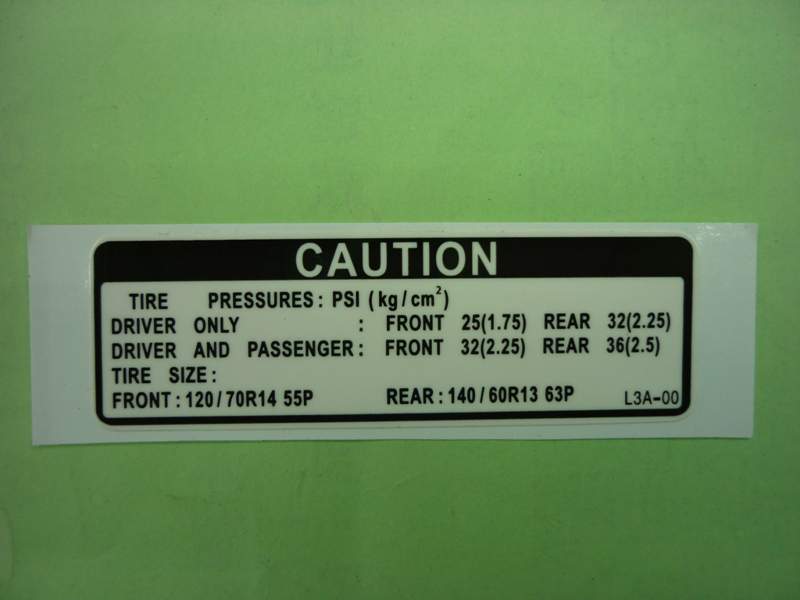 CAUTION
TIRE PRESSURES: PSI (kg/cm²)
DRIVER ONLY : FRONT 25(1.75) REAR 32(2.25)
DRIVER AND PASSENGER: FRONT 32(2.25) REAR 36(2.5)
TIRE SIZE:
FRONT: 120/70R14 55P REAR: 140/60R13 63P L3A-00